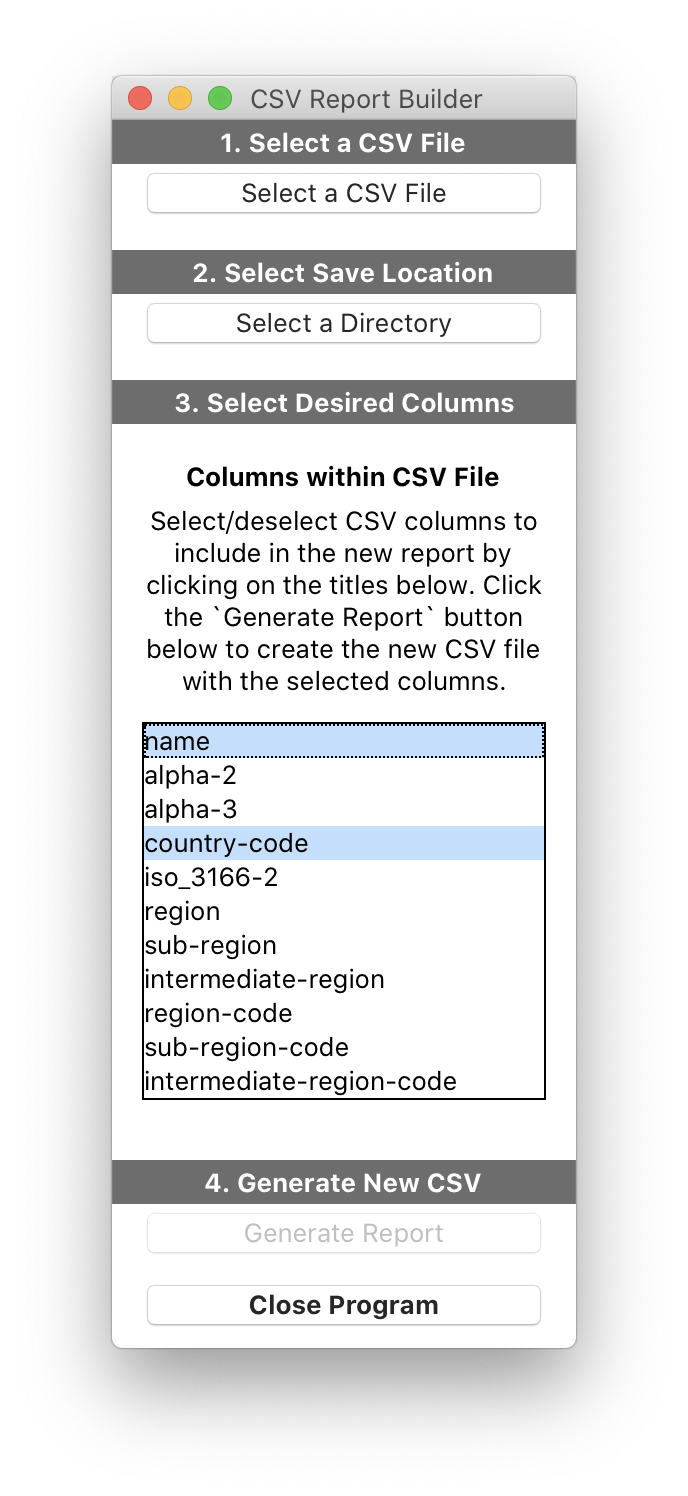 CSV Report Builder
1. Select a CSV File
Select a CSV File
2. Select Save Location
Select a Directory
3. Select Desired Columns
Columns within CSV File
Select/deselect CSV columns to
include in the new report by
clicking on the titles below. Click
the `Generate Report` button
below to create the new CSV file
with the selected columns.
name
alpha-2
alpha-3
country-code
iso_3166-2
region
sub-region
intermediate-region
region-code
sub-region-code
intermediate-region-code
4. Generate New CSV
Generate Report
Close Program